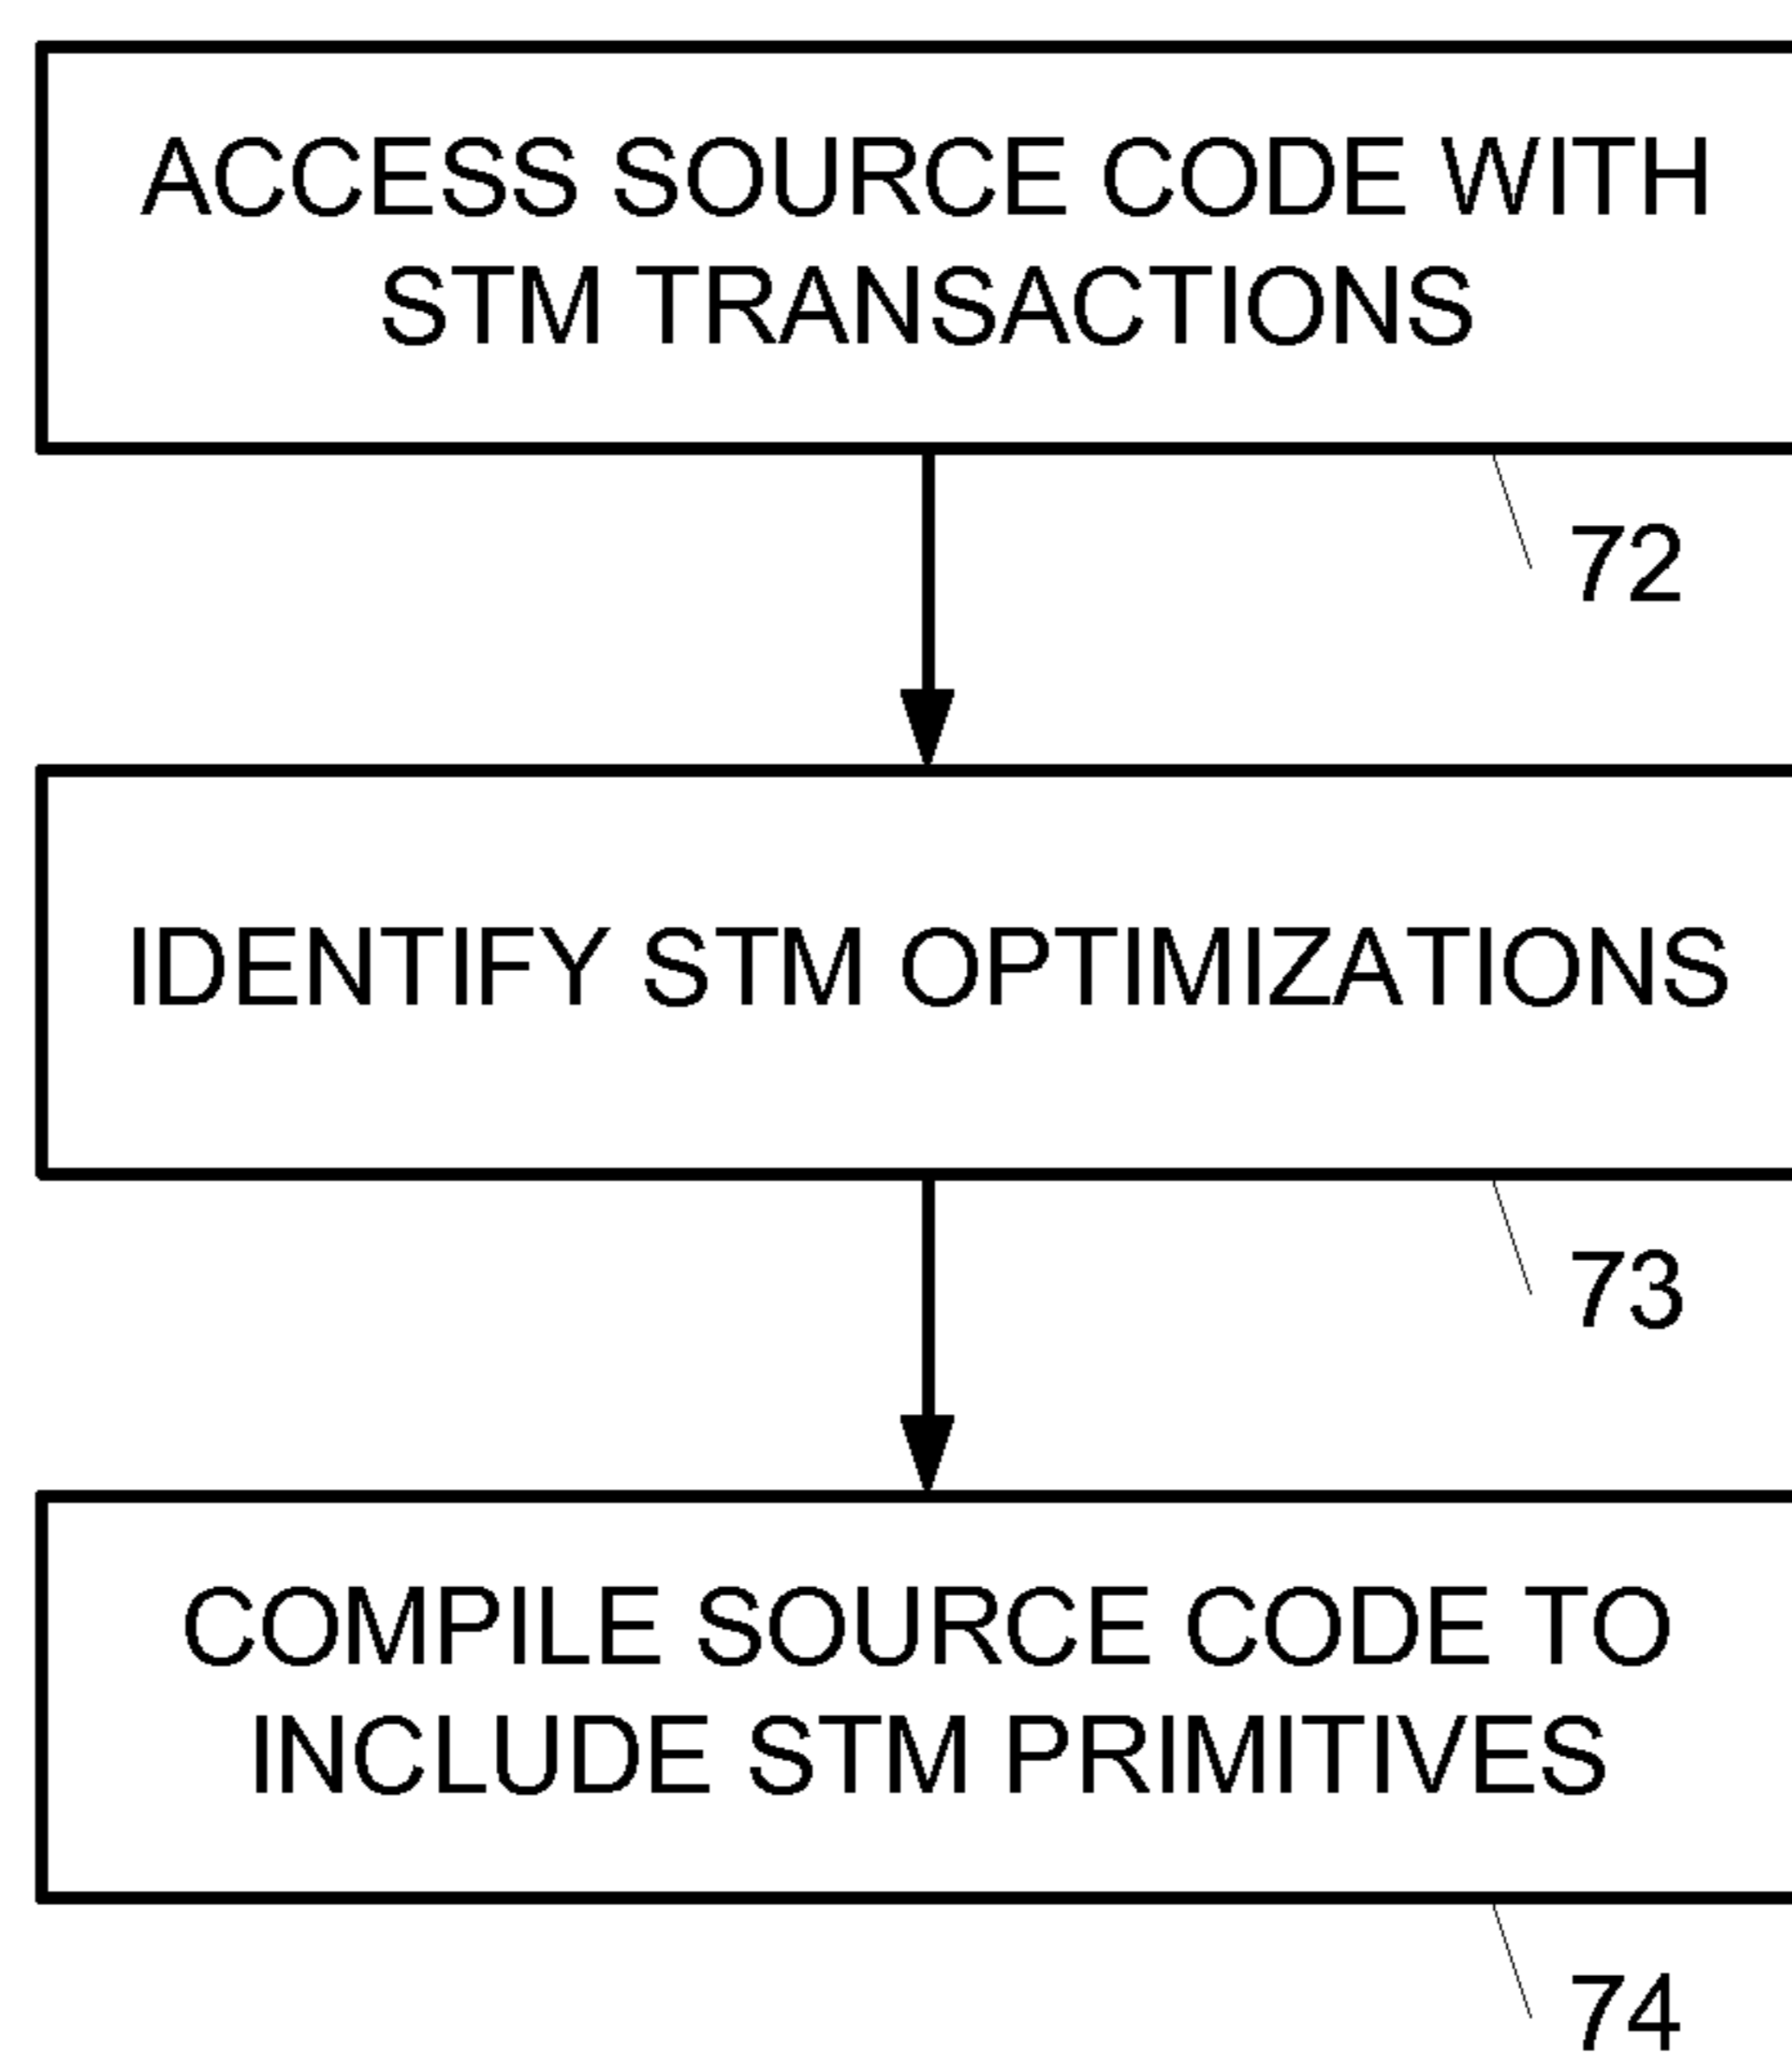 ACCESS SOURCE CODE WITH
STM TRANSACTIONS
72
IDENTIFY STM OPTIMIZATIONS
73
COMPILE SOURCE CODE TO
INCLUDE STM PRIMITIVES
74